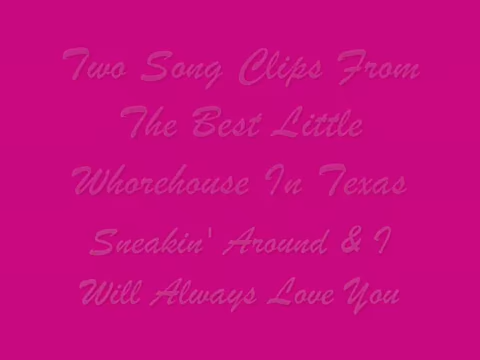 Two Song Clips From
The Best Little
Whorehouse In Texas
Sneakin' Around & I
Will Always Love You